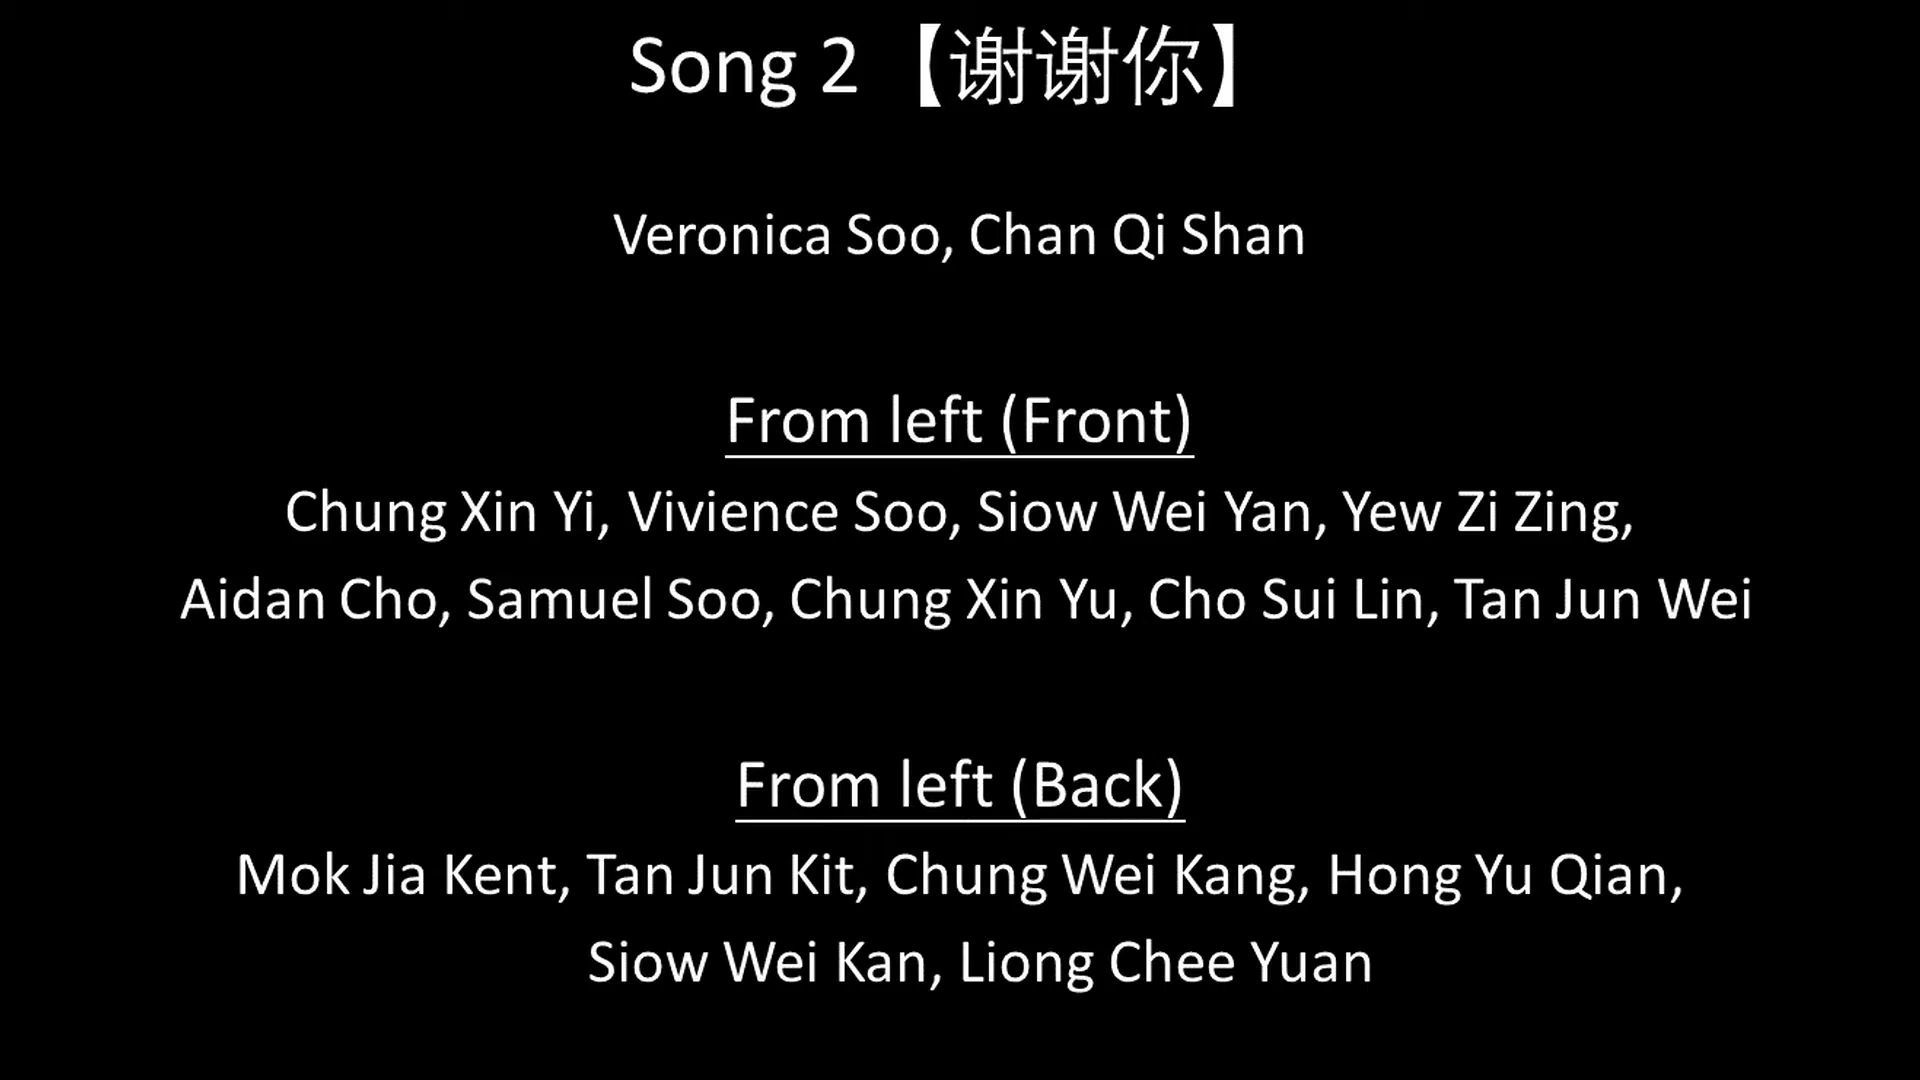 Song 2 【谢谢你】
Veronica Soo, Chan Qi Shan
From left (Front)
Chung Xin Yi, Vivience Soo, Siow Wei Yan, Yew Zi Zing,
Aidan Cho, Samuel Soo, Chung Xin Yu, Cho Sui Lin, Tan Jun Wei
From left (Back)
Mok Jia Kent, Tan Jun Kit, Chung Wei Kang, Hong Yu Qian,
Siow Wei Kan, Liong Chee Yuan